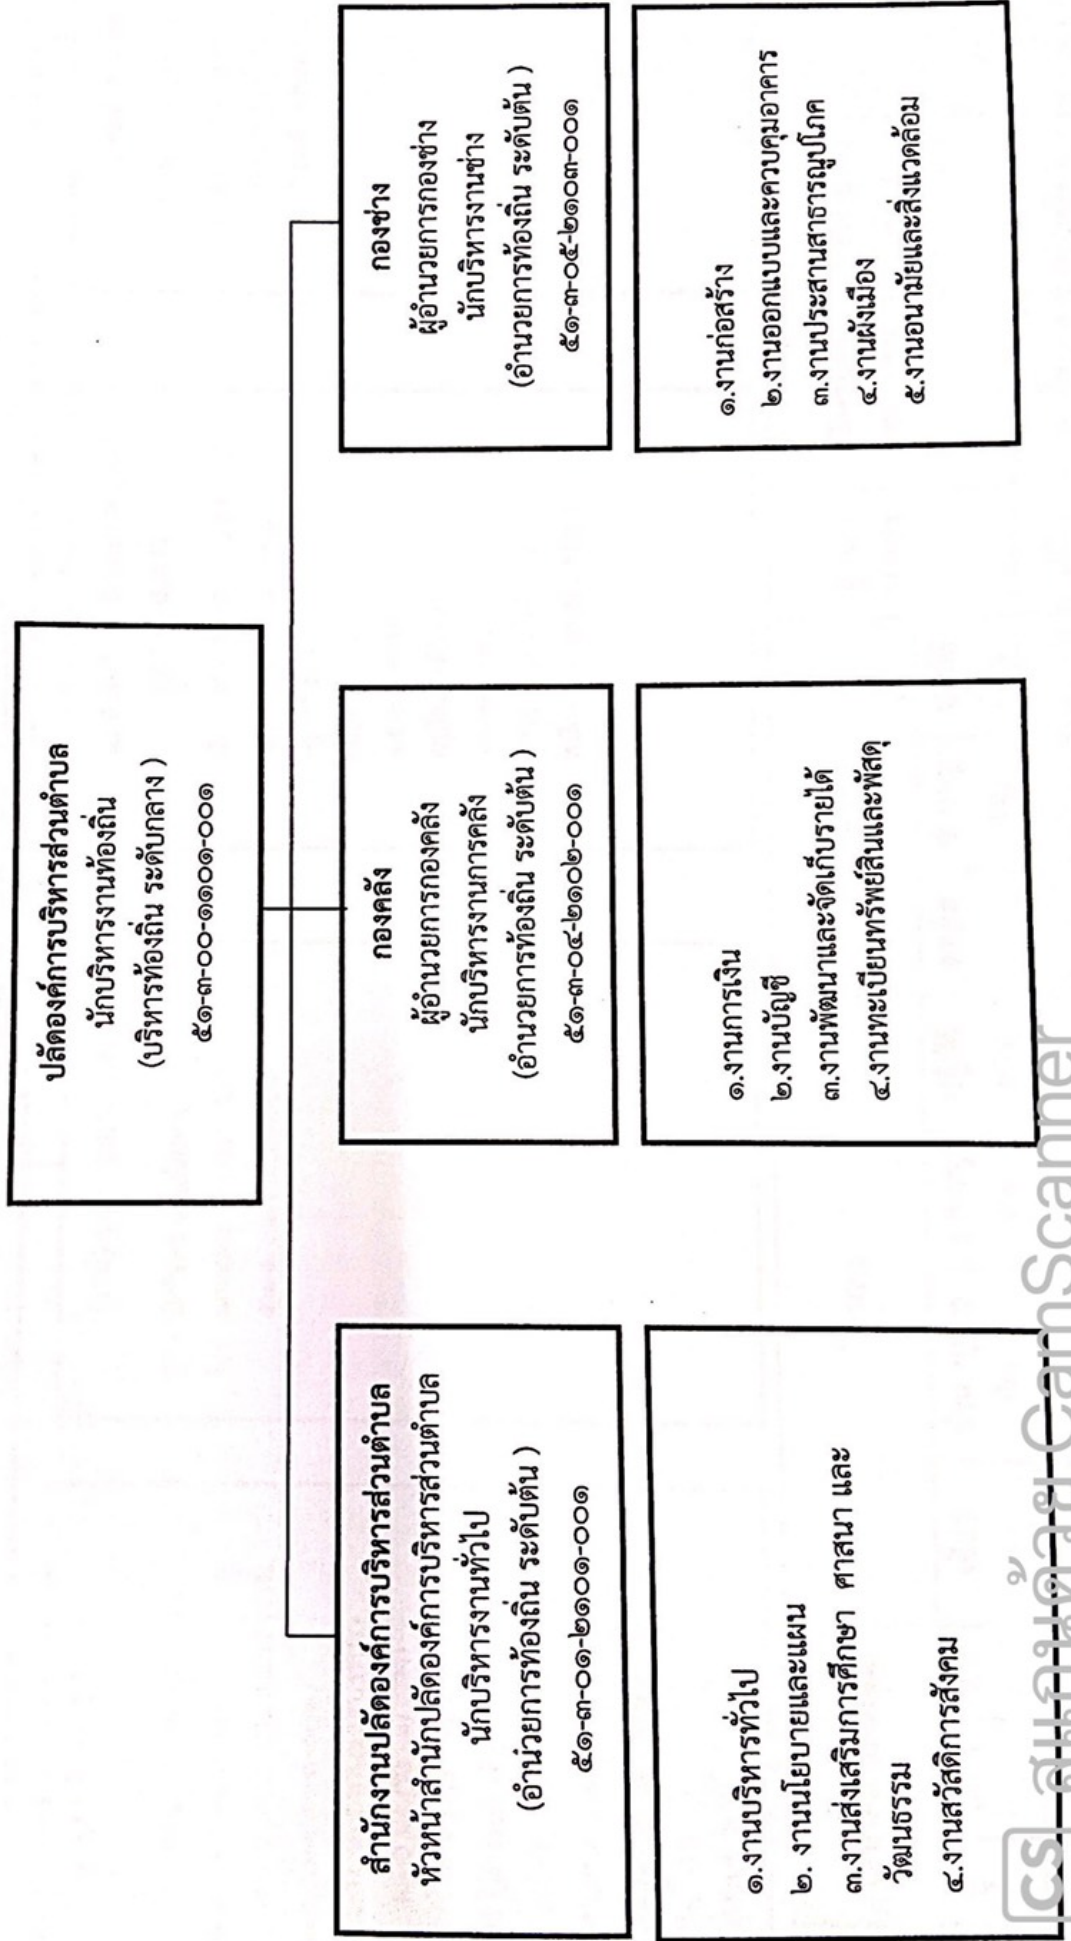 ปลัดองค์การบริหารส่วนตำบล
นักบริหารงานท้องถิ่น
(บริหารท้องถิ่น ระดับกลาง )
๕๑-๓-๐๐-๑๑๐๑-๐๐๑
สำนักงานปลัดองค์การบริหารส่วนตำบล
หัวหน้าสำนักปลัดองค์การบริหารส่วนตำบล
นักบริหารงานทั่วไป
(อำนวยการท้องถิ่น ระดับต้น )
๕๑-๓-๐๑-๒๑๐๑-๐๐๑
๑.งานบริหารทั่วไป
๒. งานนโยบายและแผน
๓.งานส่งเสริมการศึกษา ศาสนา และ
วัฒนธรรม
๔.งานสวัสดิการสังคม
กองคลัง
ผู้อำนวยการกองคลัง
นักบริหารงานการคลัง
(อำนวยการท้องถิ่น ระดับต้น )
๕๑-๓-๐๔-๒๑๐๒-๐๐๑
๑.งานการเงิน
๒.งานบัญชี
๓.งานพัฒนาและจัดเก็บรายได้
๔.งานทะเบียนทรัพย์สินและพัสดุ
กองช่าง
ผู้อำนวยการกองช่าง
นักบริหารงานช่าง
(อำนวยการท้องถิ่น ระดับต้น )
๕๑-๓-๐๕-๒๑๐๓-๐๐๑
๑.งานก่อสร้าง
๒.งานออกแบบและควบคุมอาคาร
๓.งานประสานสาธารณูปโภค
๔.งานผังเมือง
๕.งานอนามัยและสิ่งแวดล้อม
CS สแกนด้วย CamScanner